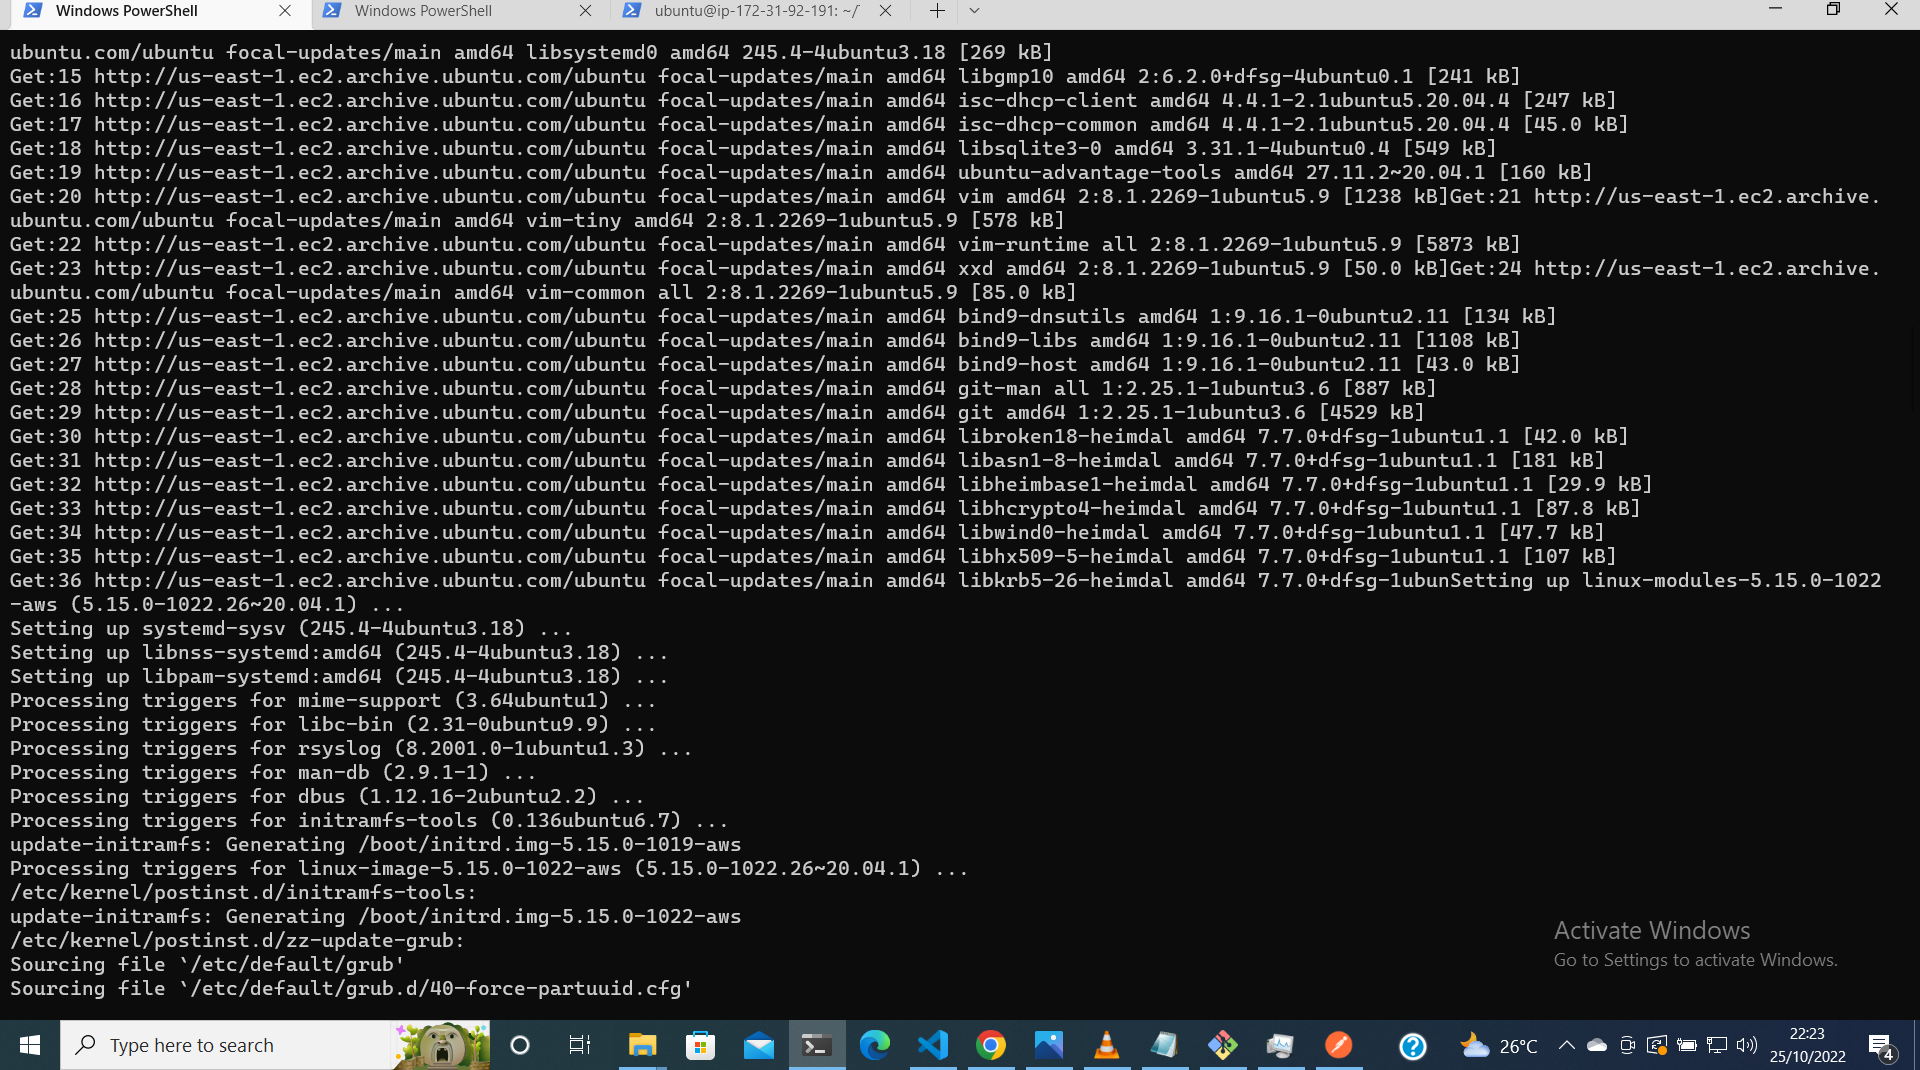 Windows PowerShell
Windows PowerShell
ubuntu@ip-172-31-92-191: ~/
ubuntu.com/ubuntu focal-updates/main amd64 libsystemd0 amd64 245.4-4ubuntu3.18 [269 kB]
Get:15 http://us-east-1.ec2.archive.ubuntu.com/ubuntu focal-updates/main amd64 libgmp10 amd64 2:6.2.0+dfsg-4ubuntu0.1 [241 kB]
Get:16 http://us-east-1.ec2.archive.ubuntu.com/ubuntu focal-updates/main amd64 isc-dhcp-client amd64 4.4.1-2.1ubuntu5.20.04.4 [247 kB]
Get:17 http://us-east-1.ec2.archive.ubuntu.com/ubuntu focal-updates/main amd64 isc-dhcp-common amd64 4.4.1-2.1ubuntu5.20.04.4 [45.0 kB]
Get:18 http://us-east-1.ec2.archive.ubuntu.com/ubuntu focal-updates/main amd64 libsqlite3-0 amd64 3.31.1-4ubuntu0.4 [549 kB]
Get:19 http://us-east-1.ec2.archive.ubuntu.com/ubuntu focal-updates/main amd64 ubuntu-advantage-tools amd64 27.11.2~20.04.1 [160 kB]
Get:20 http://us-east-1.ec2.archive.ubuntu.com/ubuntu focal-updates/main amd64 vim amd64 2:8.1.2269-1ubuntu5.9 [1238 kB]Get:21 http://us-east-1.ec2.archive.
ubuntu.com/ubuntu focal-updates/main amd64 vim-tiny amd64 2:8.1.2269-1ubuntu5.9 [578 kB]
Get:22 http://us-east-1.ec2.archive.ubuntu.com/ubuntu focal-updates/main amd64 vim-runtime all 2:8.1.2269-1ubuntu5.9 [5873 kB]
Get:23 http://us-east-1.ec2.archive.ubuntu.com/ubuntu focal-updates/main amd64 xxd amd64 2:8.1.2269-1ubuntu5.9 [50.0 kB]Get:24 http://us-east-1.ec2.archive.
ubuntu.com/ubuntu focal-updates/main amd64 vim-common all 2:8.1.2269-1ubuntu5.9 [85.0 kB]
Get:25 http://us-east-1.ec2.archive.ubuntu.com/ubuntu focal-updates/main amd64 bind9-dnsutils amd64 1:9.16.1-0ubuntu2.11 [134 kB]
Get:26 http://us-east-1.ec2.archive.ubuntu.com/ubuntu focal-updates/main amd64 bind9-libs amd64 1:9.16.1-0ubuntu2.11 [1108 kB]
Get:27 http://us-east-1.ec2.archive.ubuntu.com/ubuntu focal-updates/main amd64 bind9-host amd64 1:9.16.1-0ubuntu2.11 [43.0 kB]
Get:28 http://us-east-1.ec2.archive.ubuntu.com/ubuntu focal-updates/main amd64 git-man all 1:2.25.1-1ubuntu3.6 [887 kB]
Get:29 http://us-east-1.ec2.archive.ubuntu.com/ubuntu focal-updates/main amd64 git amd64 1:2.25.1-1ubuntu3.6 [4529 kB]
Get:30 http://us-east-1.ec2.archive.ubuntu.com/ubuntu focal-updates/main amd64 libroken18-heimdal amd64 7.7.0+dfsg-1ubuntu1.1 [42.0 kB]
Get:31 http://us-east-1.ec2.archive.ubuntu.com/ubuntu focal-updates/main amd64 libasn1-8-heimdal amd64 7.7.0+dfsg-1ubuntu1.1 [181 kB]
Get:32 http://us-east-1.ec2.archive.ubuntu.com/ubuntu focal-updates/main amd64 libheimbase1-heimdal amd64 7.7.0+dfsg-1ubuntu1.1 [29.9 kB]
Get:33 http://us-east-1.ec2.archive.ubuntu.com/ubuntu focal-updates/main amd64 libhcrypto4-heimdal amd64 7.7.0+dfsg-1ubuntu1.1 [87.8 kB]
Get:34 http://us-east-1.ec2.archive.ubuntu.com/ubuntu focal-updates/main amd64 libwind0-heimdal amd64 7.7.0+dfsg-1ubuntu1.1 [47.7 kB]
Get:35 http://us-east-1.ec2.archive.ubuntu.com/ubuntu focal-updates/main amd64 libhx509-5-heimdal amd64 7.7.0+dfsg-1ubuntu1.1 [107 kB]
Get:36 http://us-east-1.ec2.archive.ubuntu.com/ubuntu focal-updates/main amd64 libkrb5-26-heimdal amd64 7.7.0+dfsg-1ubunSetting up linux-modules-5.15.0-1022
-aws (5.15.0-1022.26~20.04.1) ...
Setting up systemd-sysv (245.4-4ubuntu3.18) ...
Setting up libnss-systemd:amd64 (245.4-4ubuntu3.18) ...
Setting up libpam-systemd:amd64 (245.4-4ubuntu3.18) ...
Processing triggers for mime-support (3.64ubuntu1) ...
Processing triggers for libc-bin (2.31-0ubuntu9.9) ...
Processing triggers for rsyslog (8.2001.0-1ubuntu1.3) ...
Processing triggers for man-db (2.9.1-1) ...
Processing triggers for dbus (1.12.16-2ubuntu2.2) ...
Processing triggers for initramfs-tools (0.136ubuntu6.7) ...
update-initramfs: Generating /boot/initrd.img-5.15.0-1019-aws
Processing triggers for linux-image-5.15.0-1022-aws (5.15.0-1022.26~20.04.1) ...
/etc/kernel/postinst.d/initramfs-tools:
update-initramfs: Generating /boot/initrd.img-5.15.0-1022-aws
/etc/kernel/postinst.d/zz-update-grub:
Sourcing file `/etc/default/grub'
Sourcing file `/etc/default/grub.d/40-force-partuuid.cfg'
Activate Windows
Go to Settings to activate Windows.
Type here to search
26°C
22:23
25/10/2022
4